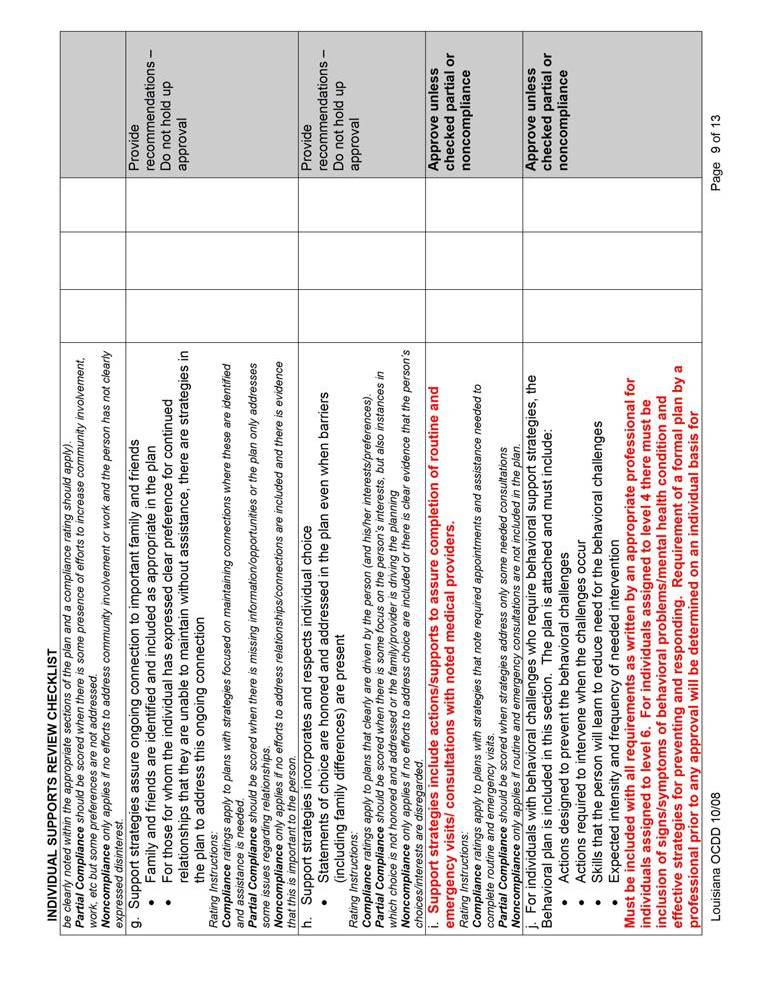 INDIVIDUAL SUPPORTS REVIEW CHECKLIST
be clearly noted within the appropriate sections of the plan and a compliance rating should apply).
Partial Compliance should be scored when there is some presence of efforts to increase community involvement,
work, etc but some preferences are not addressed.
Noncompliance only applies if no efforts to address community involvement or work and the person has not clearly
expressed disinterest.
g. Support strategies assure ongoing connection to important family and friends
• Family and friends are identified and included as appropriate in the plan
• For those for whom the individual has expressed clear preference for continued
relationships that they are unable to maintain without assistance, there are strategies in
the plan to address this ongoing connection
Rating Instructions:
Compliance ratings apply to plans with strategies focused on maintaining connections where these are identified
and assistance is needed.
Partial Compliance should be scored when there is missing information/opportunities or the plan only addresses
some issues regarding relationships.
Noncompliance only applies if no efforts to address relationships/connections are included and there is evidence
that this is important to the person.
Provide
recommendations –
Do not hold up
approval
h. Support strategies incorporates and respects individual choice
• Statements of choice are honored and addressed in the plan even when barriers
(including family differences) are present
Rating Instructions:
Compliance ratings apply to plans that clearly are driven by the person (and his/her interests/preferences).
Partial Compliance should be scored when there is some focus on the person's interests, but also instances in
which choice is not honored and addressed or the family/provider is driving the planning
Noncompliance only applies if no efforts to address choice are included or there is clear evidence that the person's
choices/interests are disregarded.
Provide
recommendations –
Do not hold up
approval
i. Support strategies include actions/supports to assure completion of routine and
emergency visits/ consultations with noted medical providers.
Rating Instructions:
Compliance ratings apply to plans with strategies that note required appointments and assistance needed to
complete routine and emergency visits.
Partial Compliance should be scored when strategies address only some needed consultations
Noncompliance only applies if routine and emergency consultations are not included in the plan.
Approve unless
checked partial or
noncompliance
j. For individuals with behavioral challenges who require behavioral support strategies, the
Behavioral plan is included in this section. The plan is attached and must include:
• Actions designed to prevent the behavioral challenges
• Actions required to intervene when the challenges occur
• Skills that the person will learn to reduce need for the behavioral challenges
• Expected intensity and frequency of needed intervention
Must be included with all requirements as written by an appropriate professional for
individuals assigned to level 6. For individuals assigned to level 4 there must be
inclusion of signs/symptoms of behavioral problems/mental health condition and
effective strategies for preventing and responding. Requirement of a formal plan by a
professional prior to any approval will be determined on an individual basis for
Approve unless
checked partial or
noncompliance
Louisiana OCDD 10/08
Page 9 of 13